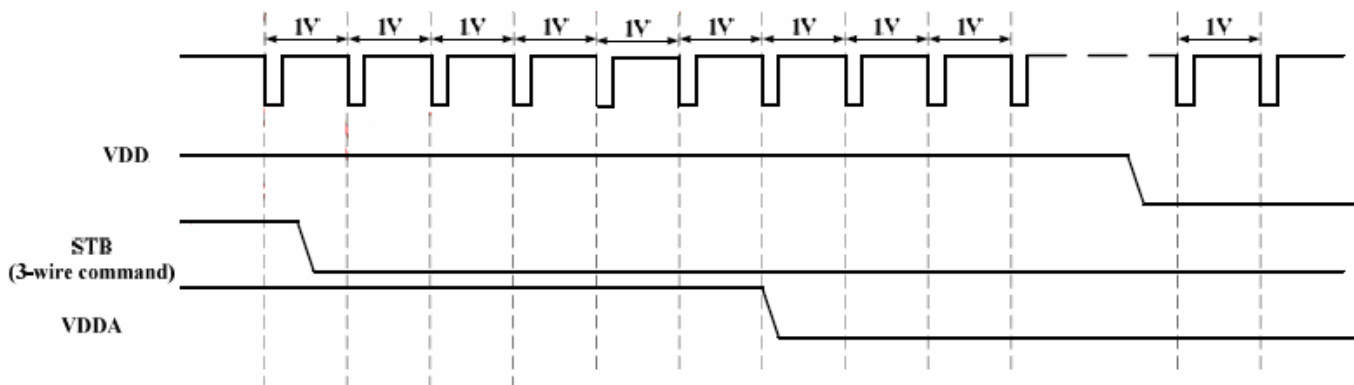 1V 1V 1V 1V 1V 1V 1V 1V 1V 1V
VDD
STB
(3-wire command)
VDDA